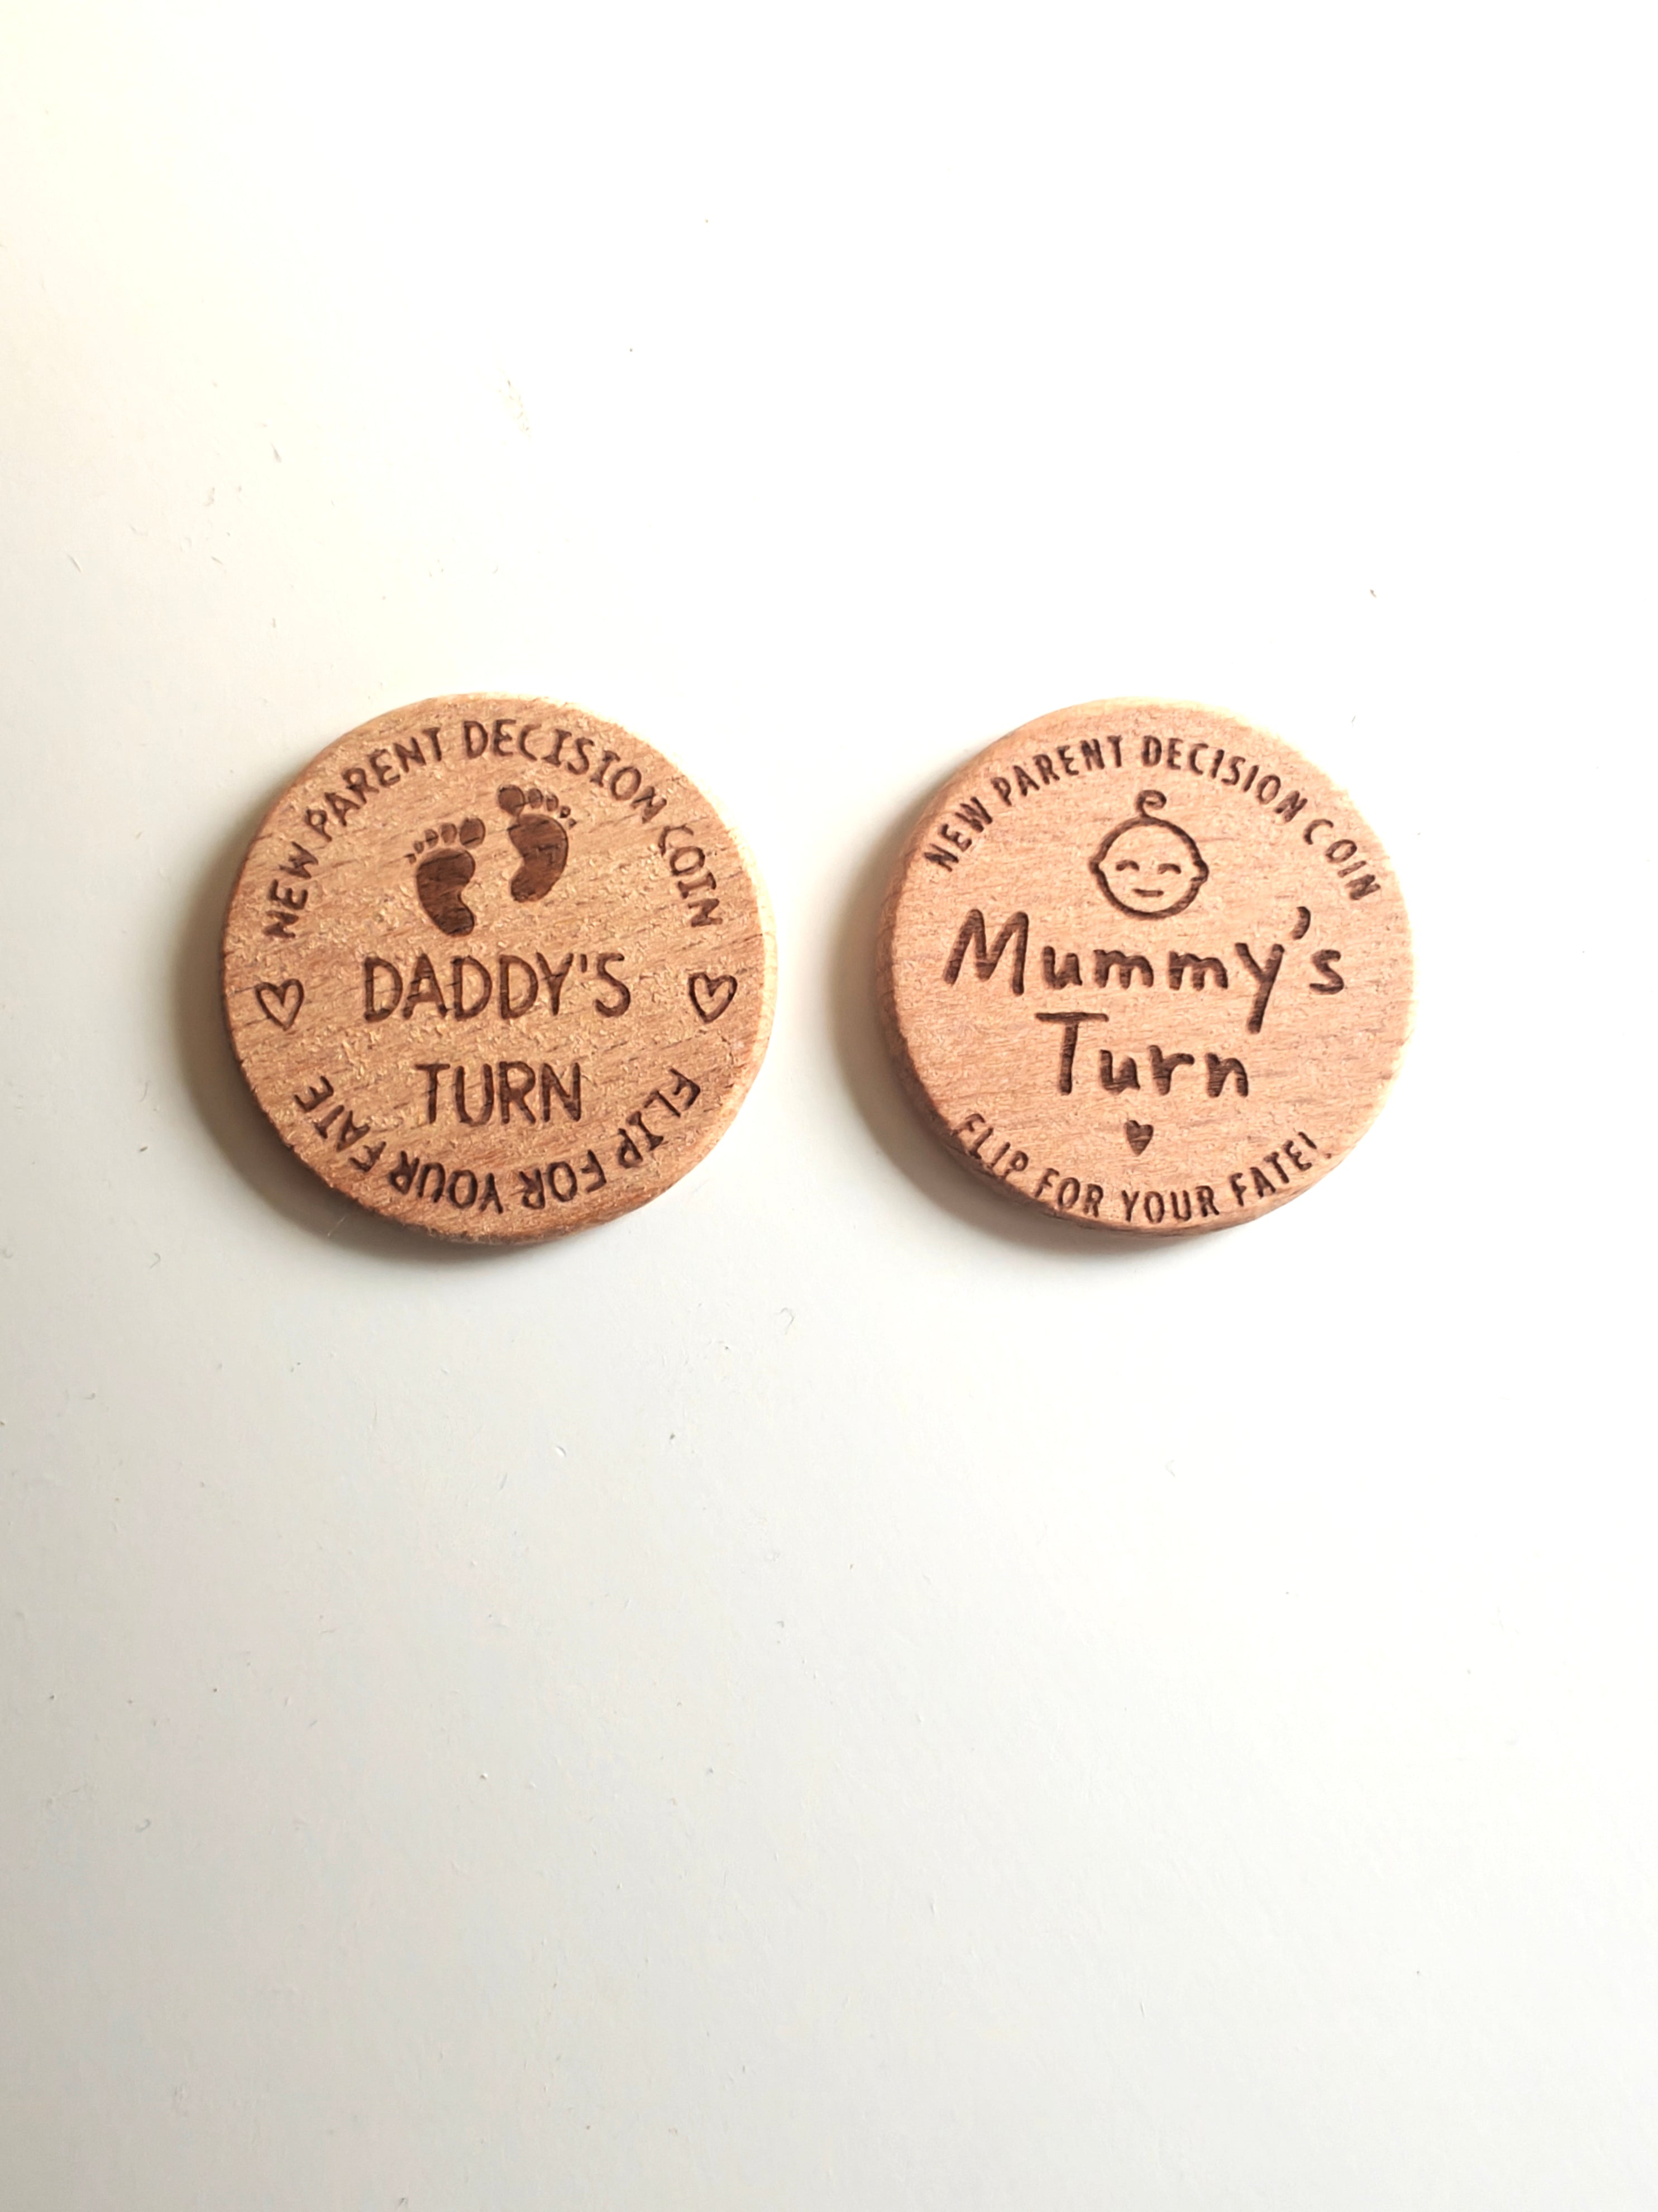 NEW PARENT DECISION COIN
DADDY'S
TURN
FLIP FOR YOUR FATE
NEW PARENT DECISION COIN
Mummy's
Turn
FLIP FOR YOUR FATE!